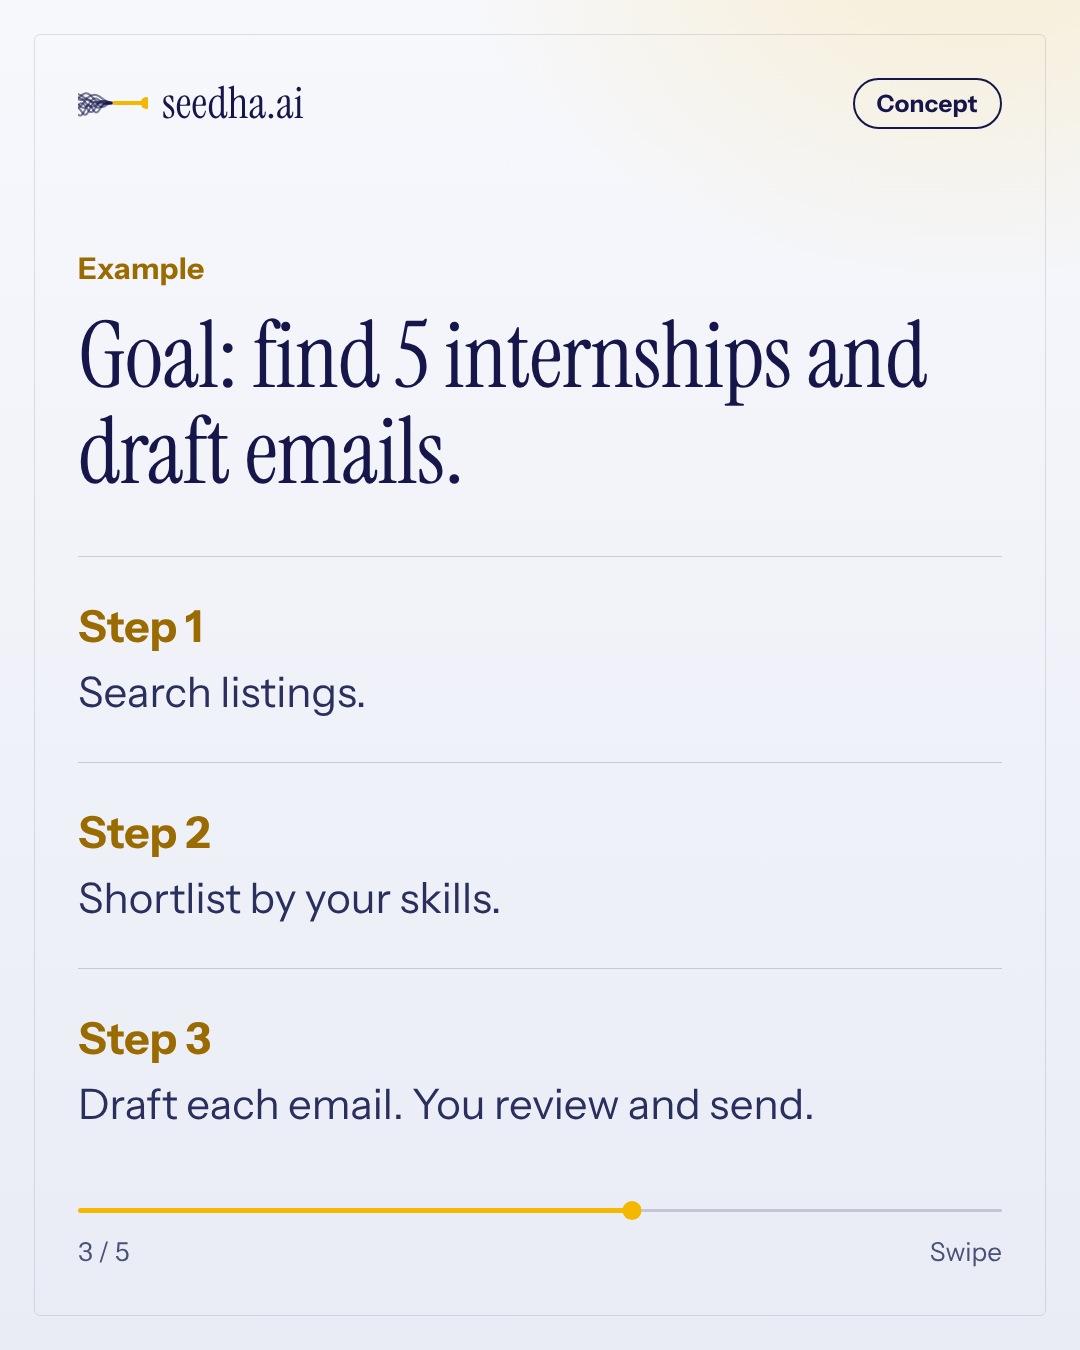 seedha.ai
Concept
Example
Goal: find 5 internships and
draft emails.
Step 1
Search listings.
Step 2
Shortlist by your skills.
Step 3
Draft each email. You review and send.
3 / 5
Swipe